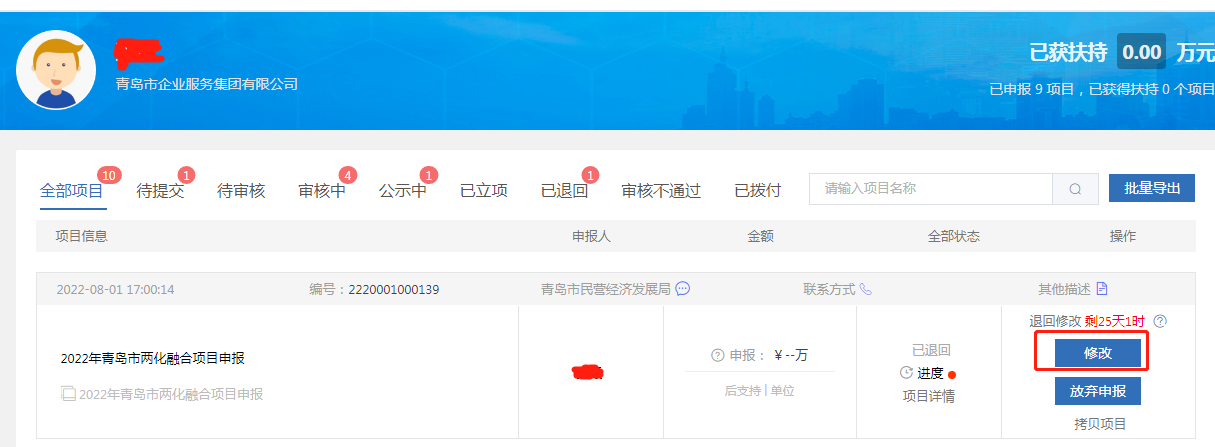 已获扶持 0.00 万元
青岛市企业服务集团有限公司
已申报 9 项目，已获得扶持 0 个项目
全部项目 10 待提交 1 待审核 审核中 4 公示中 1 已立项 已退回 1 审核不通过 已拨付 请输入项目名称 批量导出
项目信息 申报人 金额 全部状态 操作
2022-08-01 17:00:14 编号：2220001000139 青岛市民营经济发展局 联系方式 其他描述
退回修改 剩25天1时
修改
2022年青岛市两化融合项目申报 申报： ￥--万 已退回
进度
2022年青岛市两化融合项目申报 后支持 | 单位 项目详情 放弃申报
拷贝项目